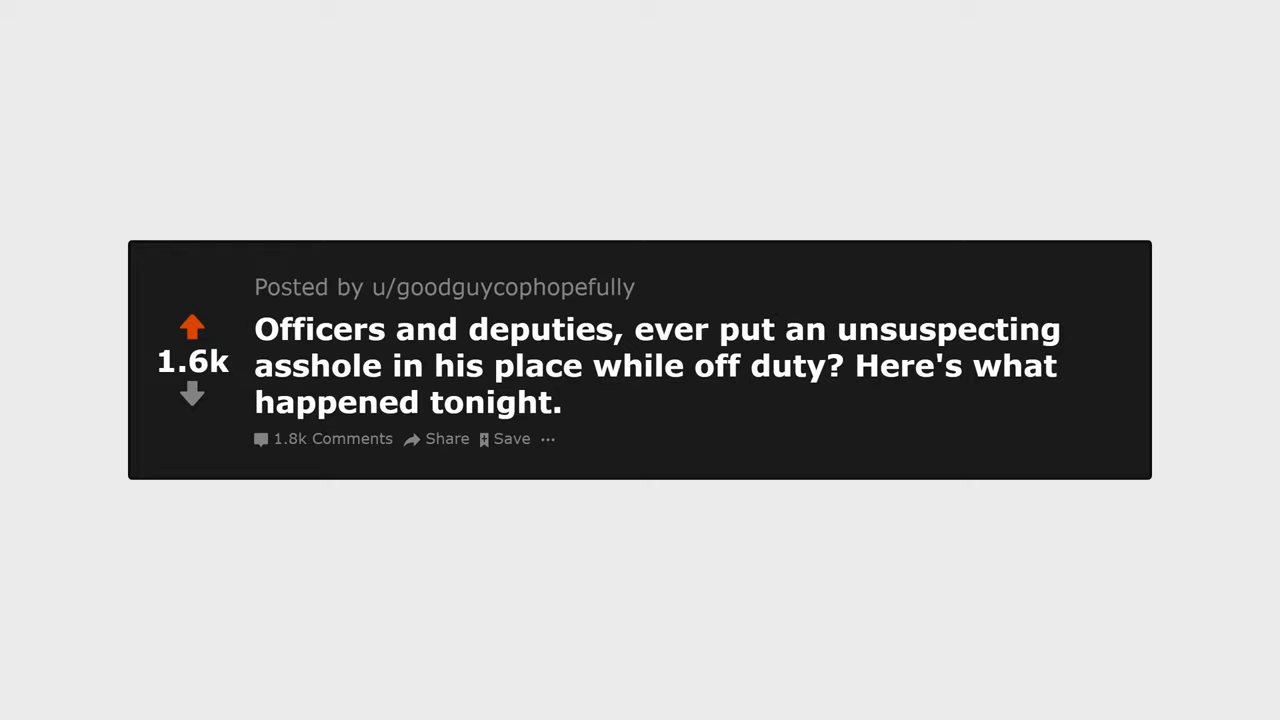 Posted by u/goodguycophopefully
Officers and deputies, ever put an unsuspecting
1.6k
asshole in his place while off duty? Here's what
happened tonight.
1.8k Comments Share Save ...